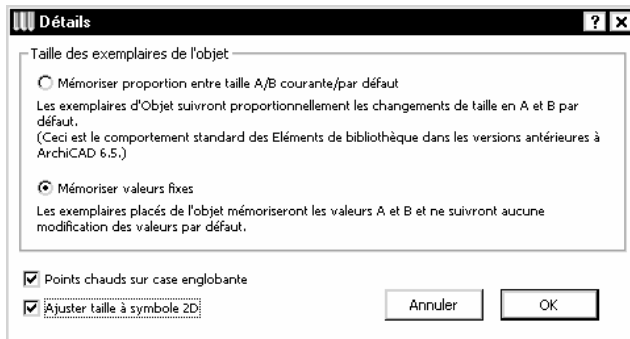 Détails
? X
Taille des exemplaires de l'objet
Mémoriser proportion entre taille A/B courante/par défaut
Les exemplaires d'Objet suivront proportionnellement les changements de taille en A et B par
défaut.
(Ceci est le comportement standard des Eléments de bibliothèque dans les versions antérieures à
ArchiCAD 6.5.)
Mémoriser valeurs fixes
Les exemplaires placés de l'objet mémoriseront les valeurs A et B et ne suivront aucune
modification des valeurs par défaut.
Points chauds sur case englobante
Ajuster taille à symbole 2D
Annuler
OK